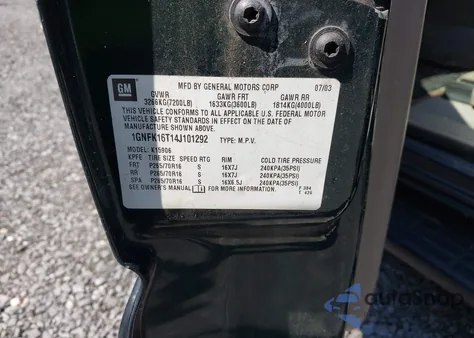 GM
MFD BY GENERAL MOTORS CORP 07/03
GVWR GAWR FRT GAWR RR
3266KG(7200LB) 1633KG(3600LB) 1814KG(4000LB)
THIS VEHICLE CONFORMS TO ALL APPLICABLE U.S. FEDERAL MOTOR
VEHICLE SAFETY STANDARDS IN EFFECT ON THE DATE OF
MANUFACTURE SHOWN ABOVE.
1GNFK16T14J101292 TYPE: M.P.V.
MODEL: K15906
KPFE TIRE SIZE SPEED RTG RIM COLD TIRE PRESSURE
FRT P265/70R16 S 16X7J 240KPA(35PSI)
RR P265/70R16 S 16X7J 240KPA(35PSI)
SPA P265/70R16 S 16X6.5J 240KPA(35PSI)
SEE OWNER'S MANUAL FOR MORE INFORMATION.
autoSnap